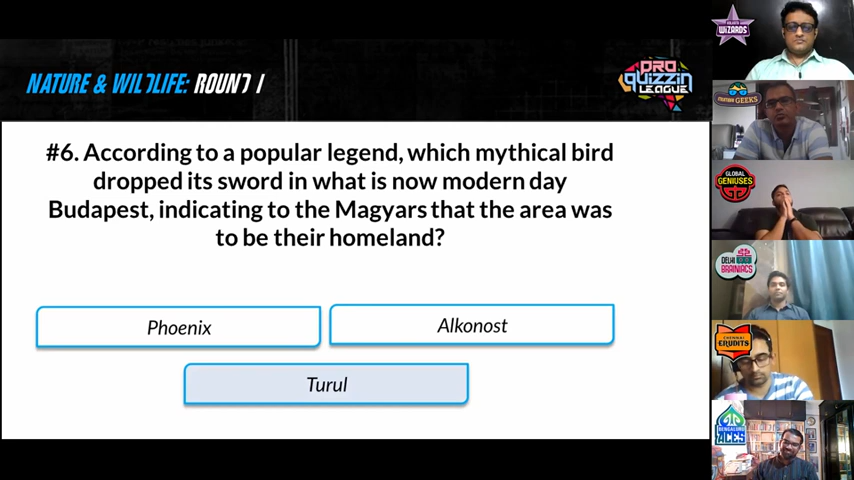 NATURE & WILDLIFE: ROUND 1
PRO
QUIZZIN
LEAGUE
#6. According to a popular legend, which mythical bird
dropped its sword in what is now modern day
Budapest, indicating to the Magyars that the area was
to be their homeland?
Phoenix
Alkonost
Turul
WIZARDS
GEEKS
GLOBAL
GENIUSES
DELHI
BRAINIACS
CHENNAI
ERUDITS
BENGALURU
ACES